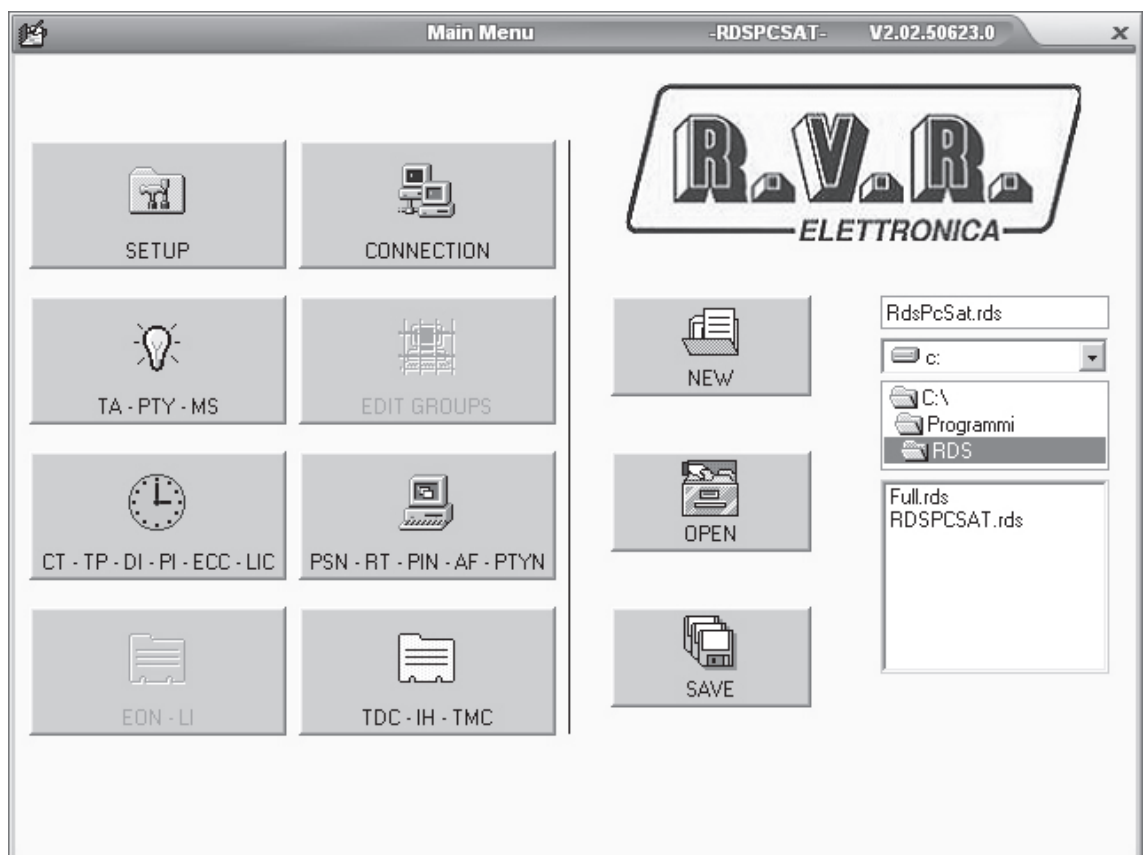 Main Menu -RDSPCSAT- V2.02.50623.0
R.V.R.
ELETTRONICA
SETUP
CONNECTION
TA - PTY - MS
EDIT GROUPS
CT - TP - DI - PI - ECC - LIC
PSN - RT - PIN - AF - PTYN
EON - LI
TDC - IH - TMC
NEW
OPEN
SAVE
RdsPcSat.rds
c:
C:\
Programmi
RDS
Full.rds
RDSPCSAT.rds